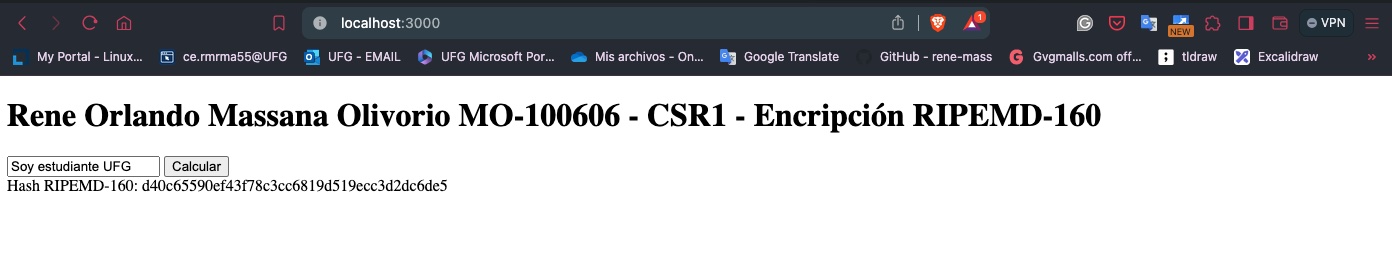 localhost:3000
1
NEW
VPN
My Portal - Linux... ce.rmrma55@UFG UFG - EMAIL UFG Microsoft Por... Mis archivos - On... Google Translate GitHub - rene-mass Gvgmalls.com off... tldraw Excalidraw »
Rene Orlando Massana Olivorio MO-100606 - CSR1 - Encripción RIPEMD-160
Soy estudiante UFG Calcular
Hash RIPEMD-160: d40c65590ef43f78c3cc6819d519ecc3d2dc6de5